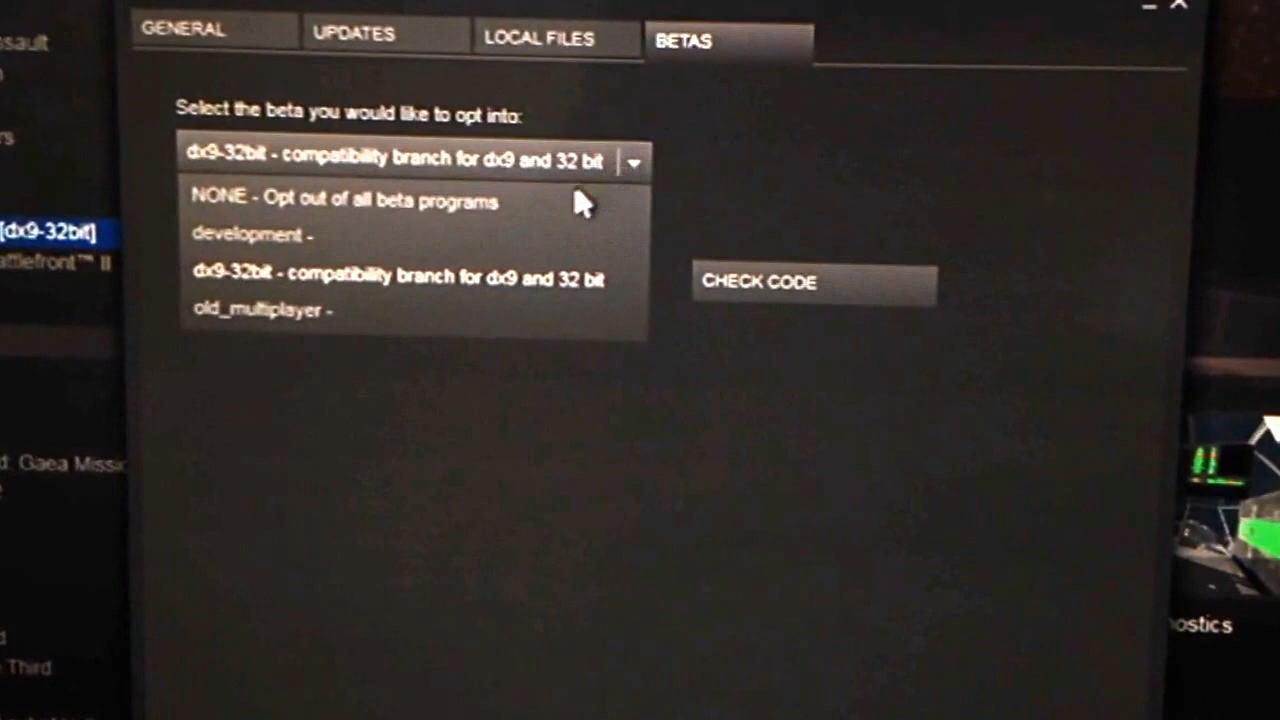 GENERAL
UPDATES
LOCAL FILES
BETAS
Select the beta you would like to opt into:
dx9-32bit - compatibility branch for dx9 and 32 bit
NONE - Opt out of all beta programs
development -
dx9-32bit - compatibility branch for dx9 and 32 bit
old_multiplayer -
CHECK CODE
ssault
rs
[dx9-32bit]
attlefront™ II
d: Gaea Missio
Third
ostics